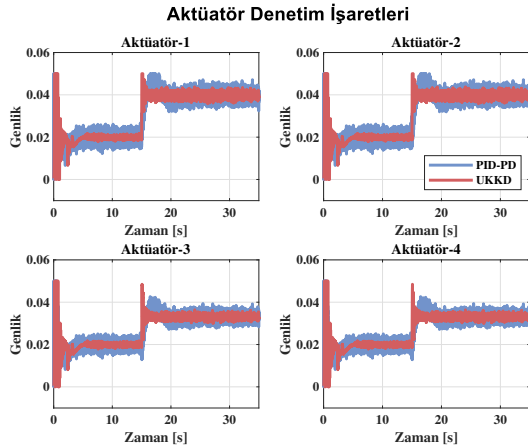 Aktüatör Denetim İşaretleri
Aktüatör-1
Genlik
0.06
0.04
0.02
0
0 10 20 30
Zaman [s]
Aktüatör-2
Genlik
0.06
0.04
0.02
0
PID-PD
UKKD
0 10 20 30
Zaman [s]
Aktüatör-3
Genlik
0.06
0.04
0.02
0
0 10 20 30
Zaman [s]
Aktüatör-4
Genlik
0.06
0.04
0.02
0
0 10 20 30
Zaman [s]